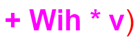 + Wih * v)